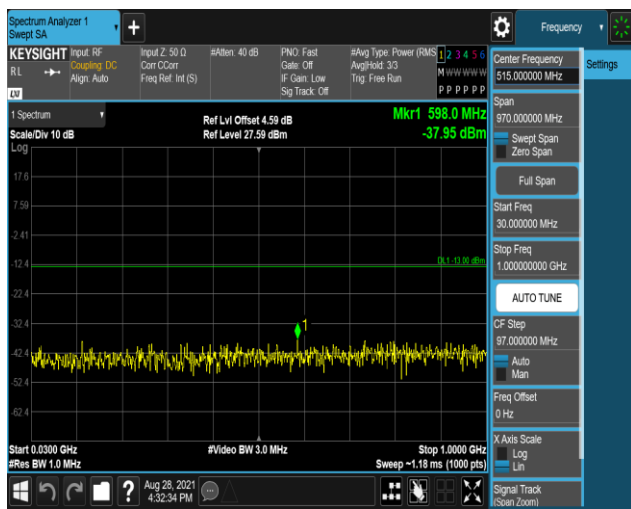 Spectrum Analyzer 1
Swept SA
Frequency
KEYSIGHT
RL
LXI
Input: RF
Coupling: DC
Align: Auto
Input Z: 50 Ω
Corr CCorr
Freq Ref: Int (S)
#Atten: 40 dB
PNO: Fast
Gate: Off
IF Gain: Low
Sig Track: Off
#Avg Type: Power (RMS
Avg|Hold: 3/3
Trig: Free Run
1 2 3 4 5 6
M W W W W W
P P P P P P
Center Frequency
515.000000 MHz
Settings
Span
970.000000 MHz
Swept Span
Zero Span
Full Span
Start Freq
30.000000 MHz
Stop Freq
1.000000000 GHz
AUTO TUNE
CF Step
97.000000 MHz
Auto
Man
Freq Offset
0 Hz
X Axis Scale
Log
Lin
Signal Track
(Span Zoom)
1 Spectrum
Scale/Div 10 dB
Log
Ref Lvl Offset 4.59 dB
Ref Level 27.59 dBm
Mkr1 598.0 MHz
-37.95 dBm
17.6
7.59
-2.41
-12.4
DL1 -13.00 dBm
-22.4
-32.4
1
-42.4
-52.4
-62.4
Start 0.0300 GHz
#Res BW 1.0 MHz
#Video BW 3.0 MHz
Stop 1.0000 GHz
Sweep ~1.18 ms (1000 pts)
?
Aug 28, 2021
4:32:34 PM